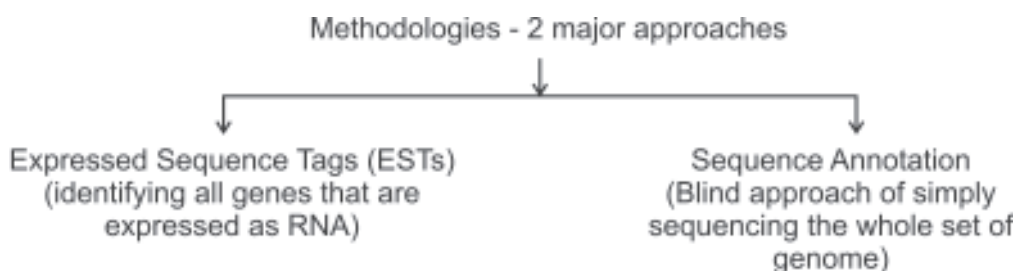 Methodologies - 2 major approaches
Expressed Sequence Tags (ESTs)
(identifying all genes that are
expressed as RNA)
Sequence Annotation
(Blind approach of simply
sequencing the whole set of
genome)